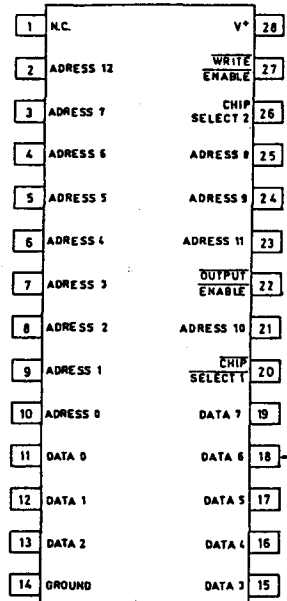 1 N.C. V+ 28
2 ADRESS 12 WRITE ENABLE 27
3 ADRESS 7 CHIP SELECT 2 26
4 ADRESS 6 ADRESS 8 25
5 ADRESS 5 ADRESS 9 24
6 ADRESS 4 ADRESS 11 23
7 ADRESS 3 OUTPUT ENABLE 22
8 ADRESS 2 ADRESS 10 21
9 ADRESS 1 CHIP SELECT 1 20
10 ADRESS 0 DATA 7 19
11 DATA 0 DATA 6 18
12 DATA 1 DATA 5 17
13 DATA 2 DATA 4 16
14 GROUND DATA 3 15